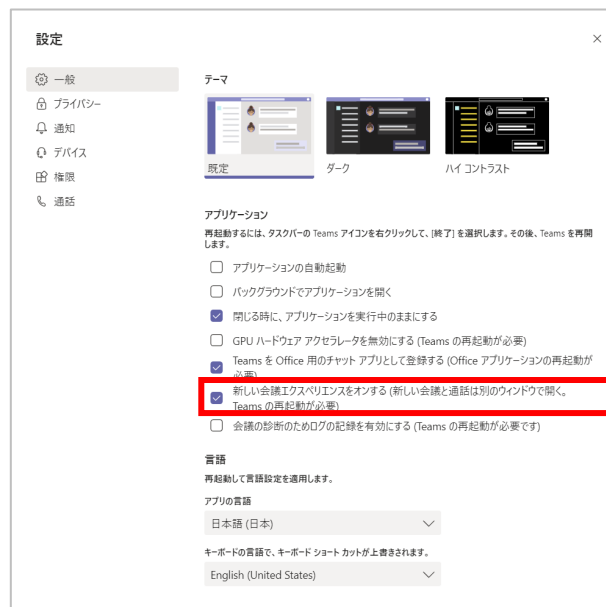 設定
一般
プライバシー
通知
デバイス
権限
通話
テーマ
既定
ダーク
ハイ コントラスト
アプリケーション
再起動するには、タスクバーの Teams アイコンを右クリックして、[終了] を選択します。その後、Teams を再開
します。
アプリケーションの自動起動
バックグラウンドでアプリケーションを開く
閉じる時に、アプリケーションを実行中のままにする
GPU ハードウェア アクセラレータを無効にする (Teams の再起動が必要)
Teams を Office 用のチャット アプリとして登録する (Office アプリケーションの再起動が
必要)
新しい会議エクスペリエンスをオンする (新しい会議と通話は別のウィンドウで開く。
Teams の再起動が必要)
会議の診断のためログの記録を有効にする (Teams の再起動が必要です)
言語
再起動して言語設定を適用します。
アプリの言語
日本語 (日本)
キーボードの言語で、キーボード ショート カットが上書きされます。
English (United States)